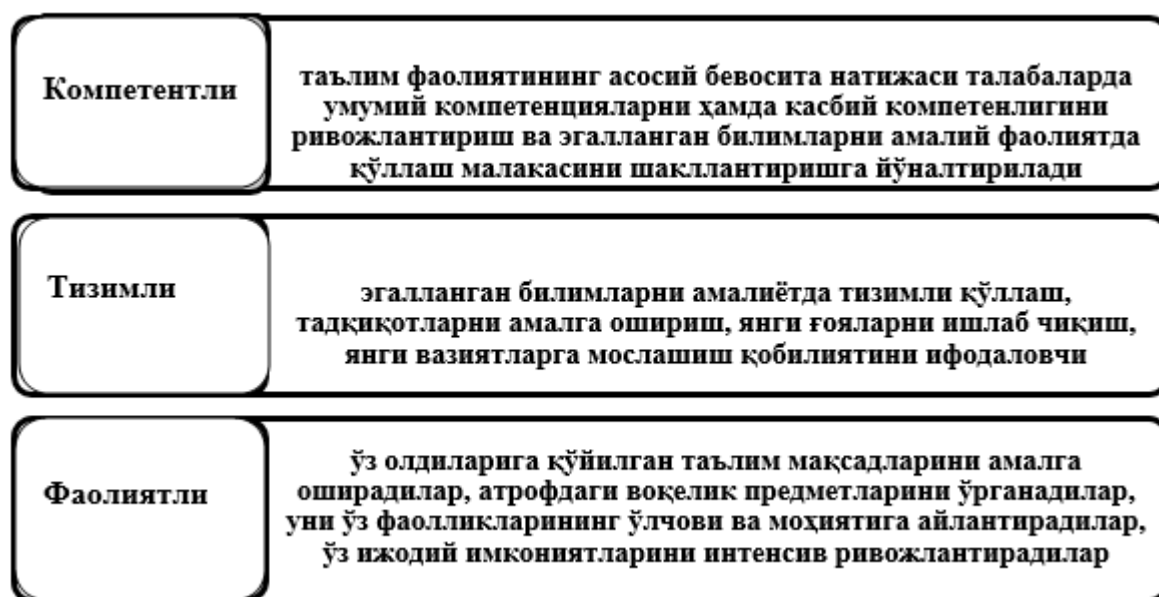 Компетентли
таълим фаолиятининг асосий бевосита натижаси талабаларда
умумий компетенцияларни ҳамда касбий компетенлигини
ривожлантириш ва эгалланган билимларни амалий фаолиятда
қўллаш малакасини шакллантиришга йўналтирилади
Тизимли
эгалланган билимларни амалиётда тизимли қўллаш,
тадқиқотларни амалга ошириш, янги ғояларни ишлаб чиқиш,
янги вазиятларга мослашиш қобилиятини ифодаловчи
Фаолиятли
ўз олдиларига қўйилган таълим мақсадларини амалга
оширадилар, атрофдаги воқелик предметларини ўрганадилар,
уни ўз фаолликларининг ўлчови ва моҳиятига айлантирадилар,
ўз ижодий имкониятларини интенсив ривожлантирадилар